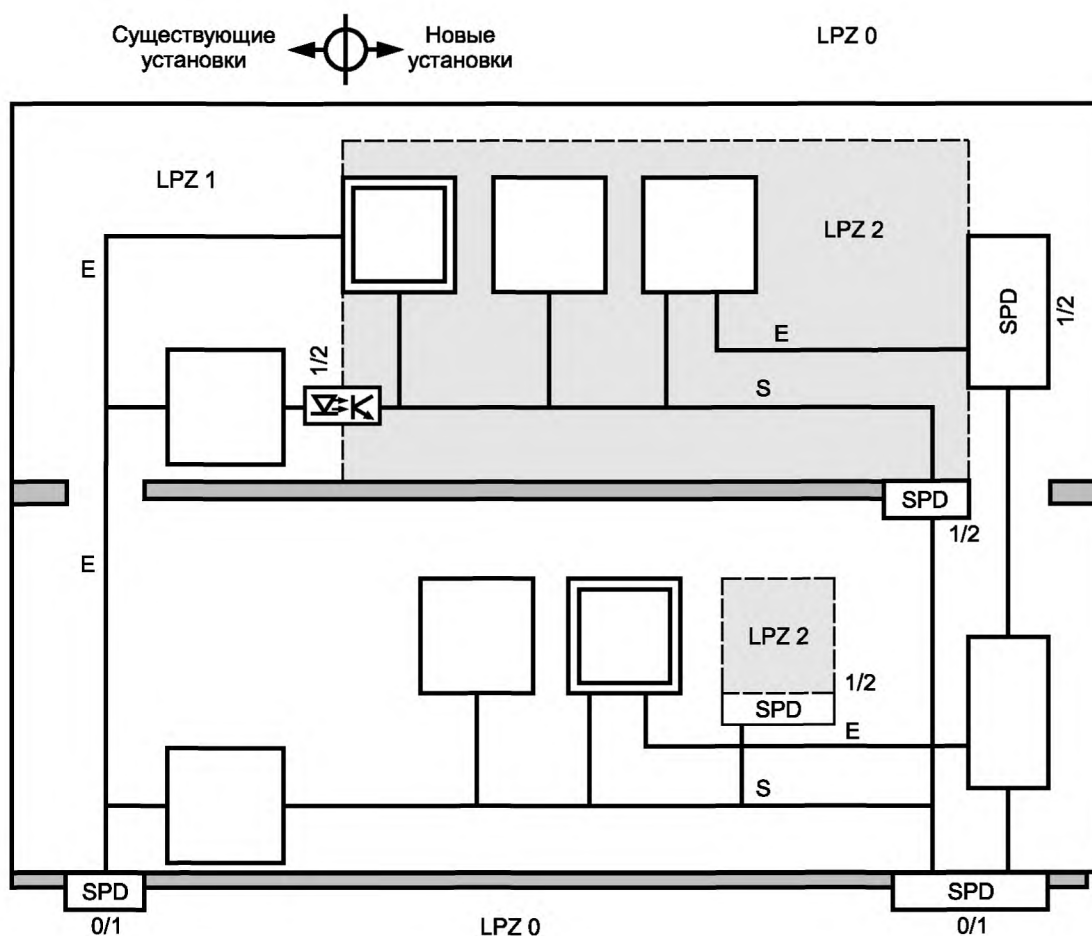 Существующие
установки
Новые
установки
LPZ 0
LPZ 1
LPZ 2
E
1/2
E
SPD
1/2
S
SPD
1/2
E
LPZ 2
1/2
SPD
E
S
SPD
0/1
LPZ 0
SPD
0/1